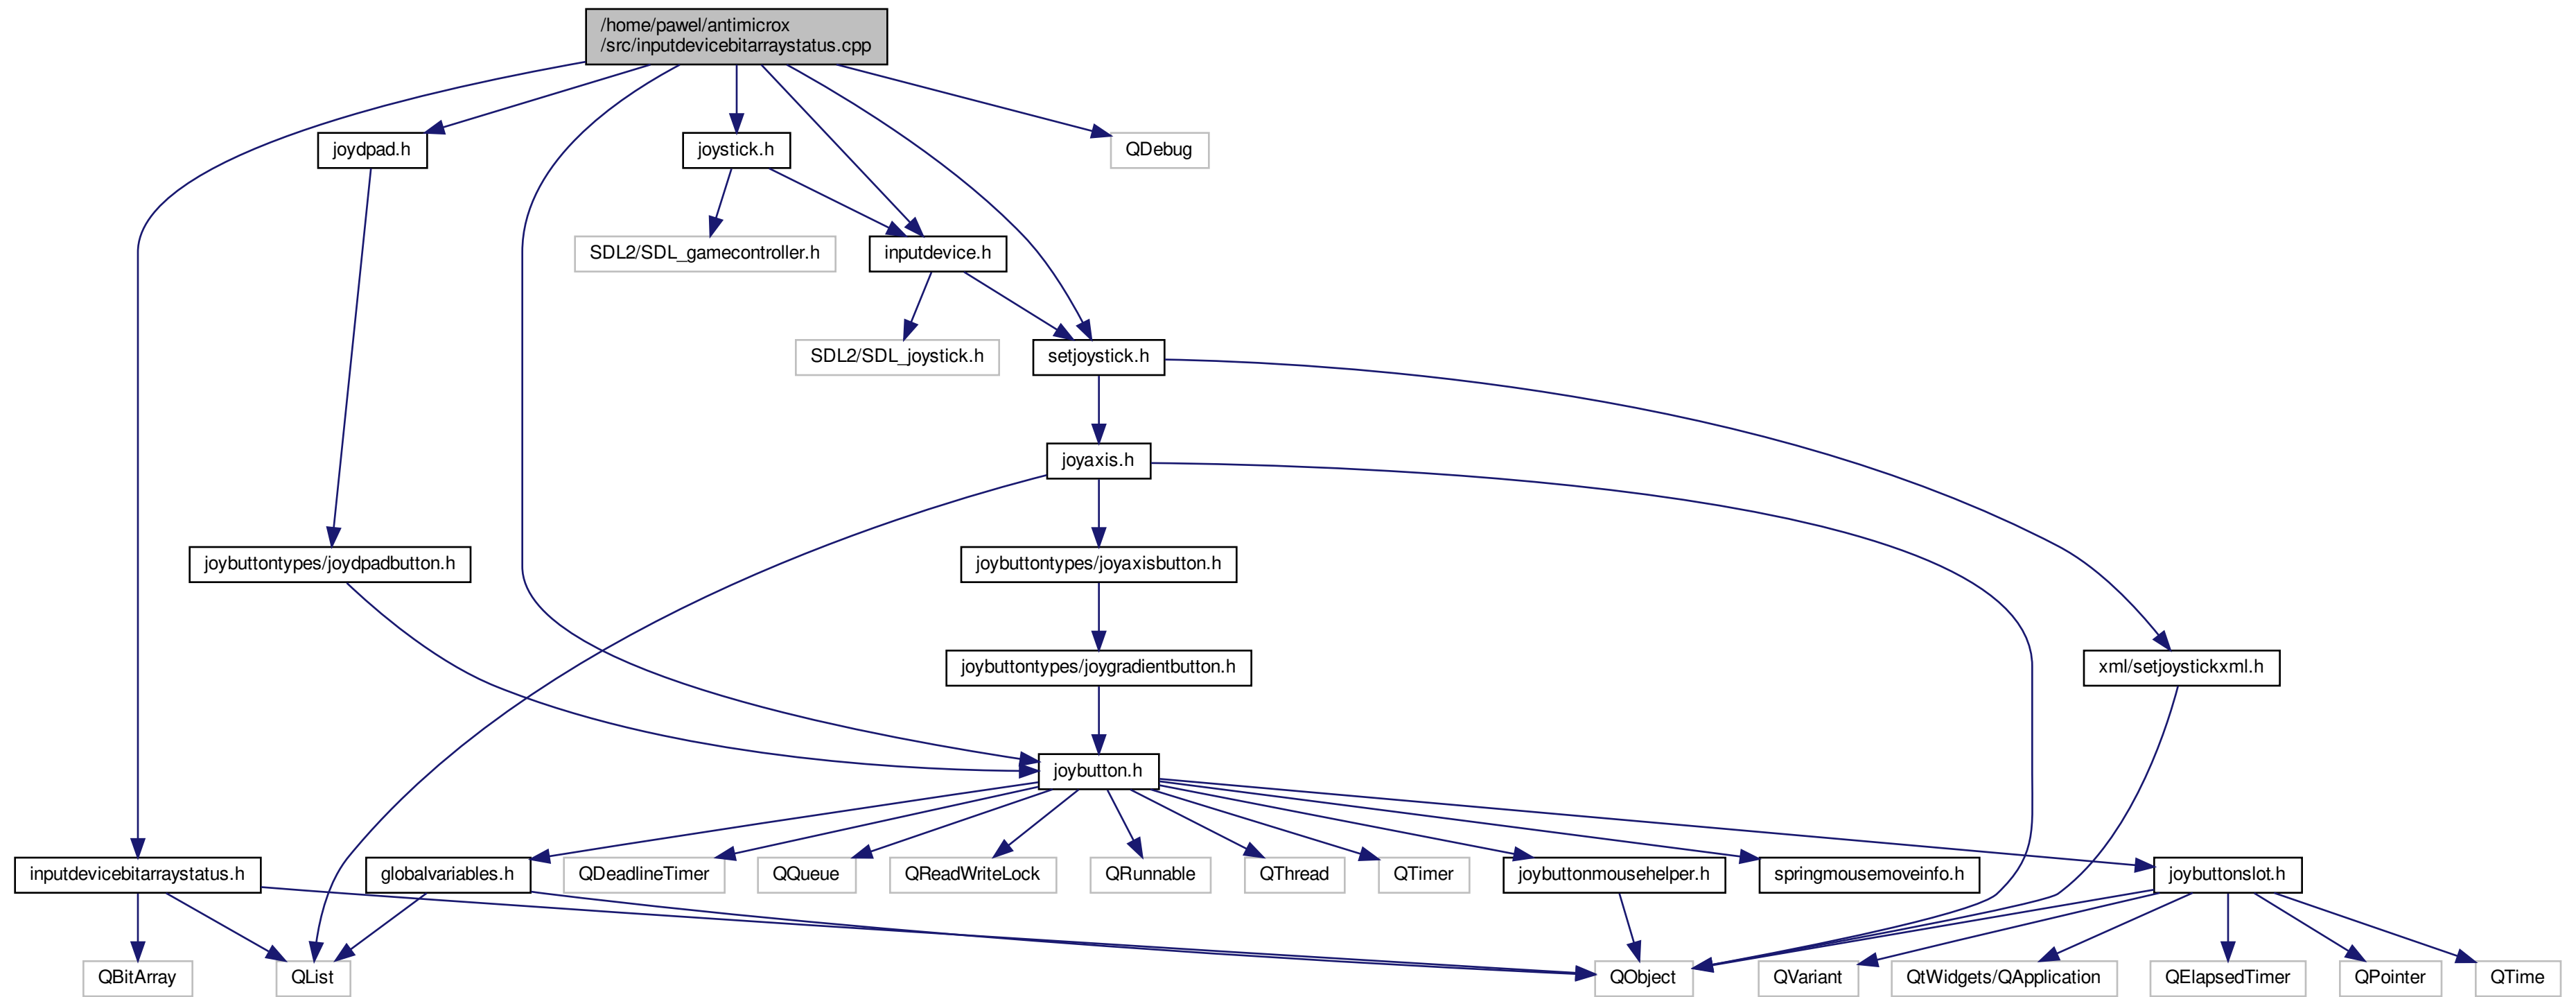 /home/pawel/antimicrox
/src/inputdevicebitarraystatus.cpp
joydpad.h
joystick.h
QDebug
SDL2/SDL_gamecontroller.h
inputdevice.h
SDL2/SDL_joystick.h
setjoystick.h
joyaxis.h
joybuttontypes/joydpadbutton.h
joybuttontypes/joyaxisbutton.h
joybuttontypes/joygradientbutton.h
xml/setjoystickxml.h
joybutton.h
inputdevicebitarraystatus.h
globalvariables.h
QDeadlineTimer
QQueue
QReadWriteLock
QRunnable
QThread
QTimer
joybuttonmousehelper.h
springmousemoveinfo.h
joybuttonslot.h
QBitArray
QList
QObject
QVariant
QtWidgets/QApplication
QElapsedTimer
QPointer
QTime